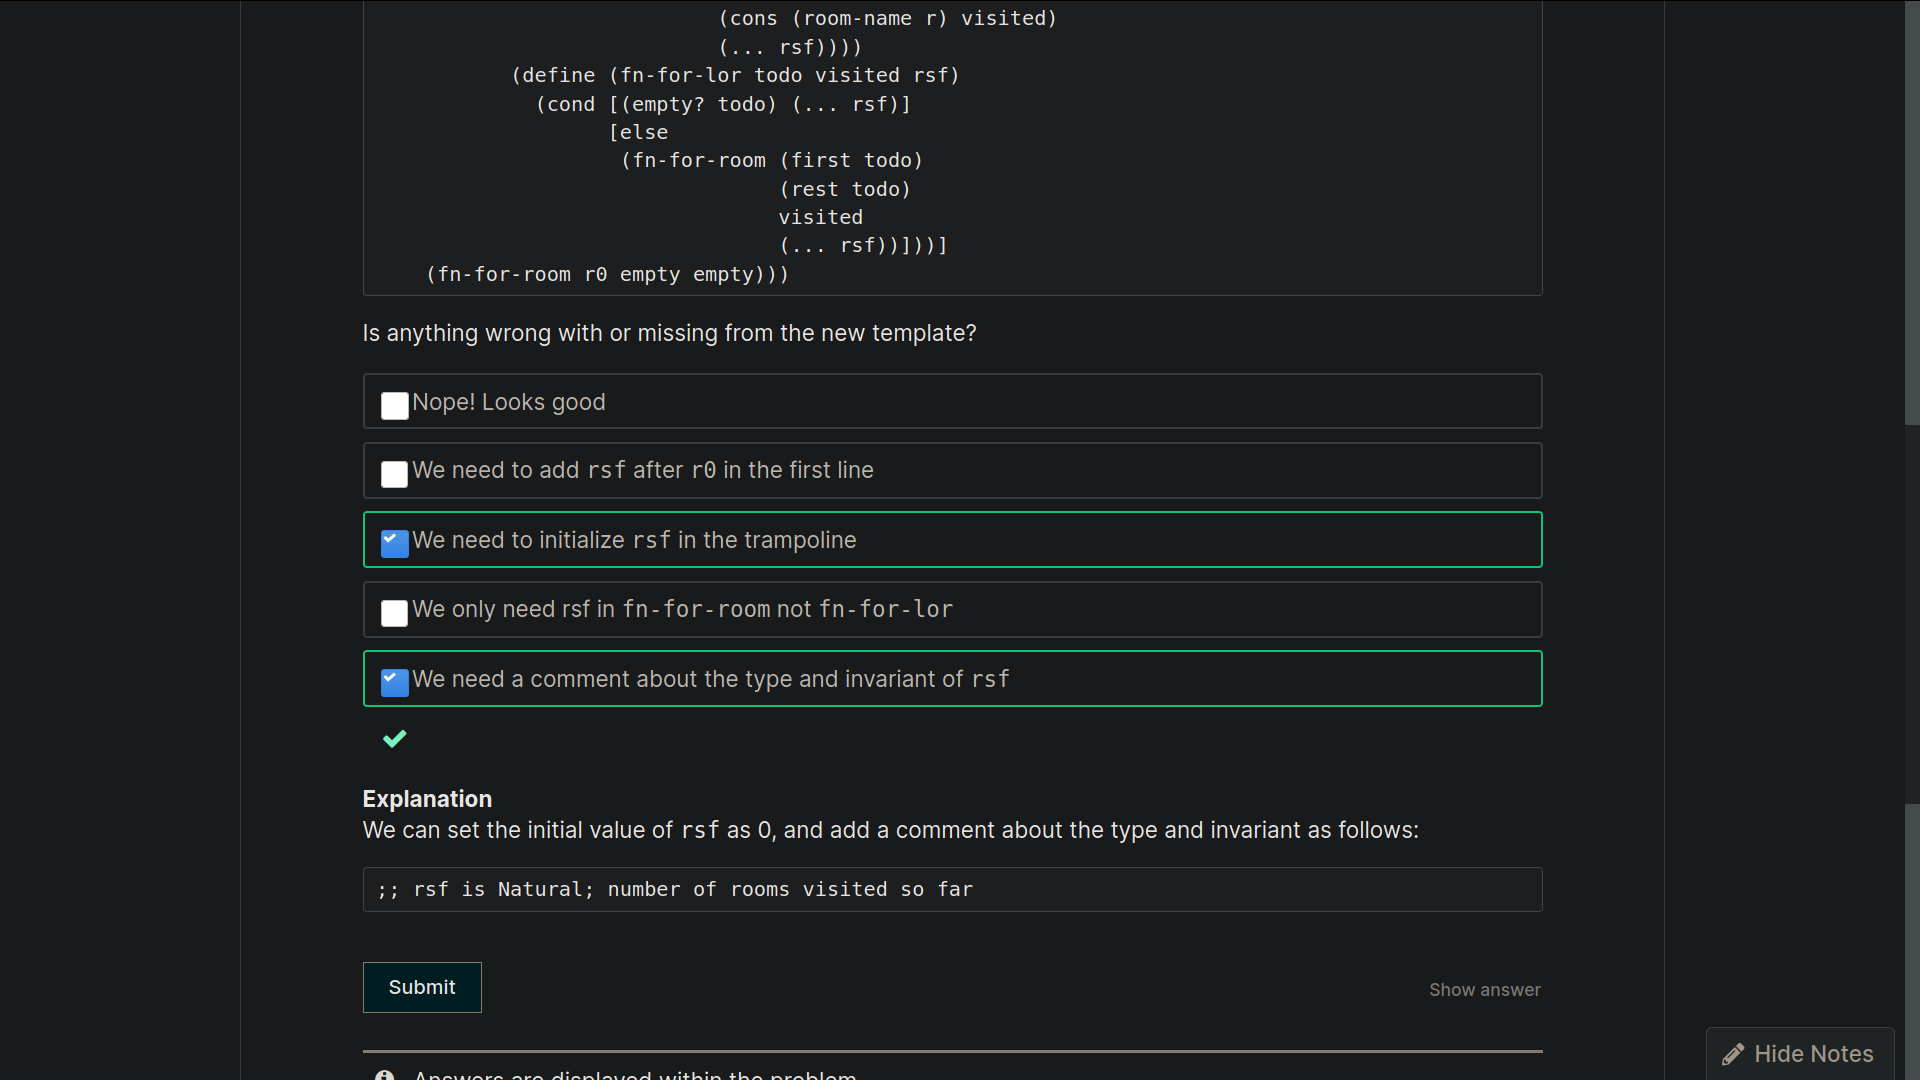 (cons (room-name r) visited)
(... rsf))))
(define (fn-for-lor todo visited rsf)
(cond [(empty? todo) (... rsf)]
[else
(fn-for-room (first todo)
(rest todo)
visited
(... rsf))]))]
(fn-for-room r0 empty empty)))
Is anything wrong with or missing from the new template?
Nope! Looks good
We need to add rsf after r0 in the first line
We need to initialize rsf in the trampoline
We only need rsf in fn-for-room not fn-for-lor
We need a comment about the type and invariant of rsf
Explanation
We can set the initial value of rsf as 0, and add a comment about the type and invariant as follows:
;; rsf is Natural; number of rooms visited so far
Submit
Show answer
Hide Notes
Answers are displayed within the problem